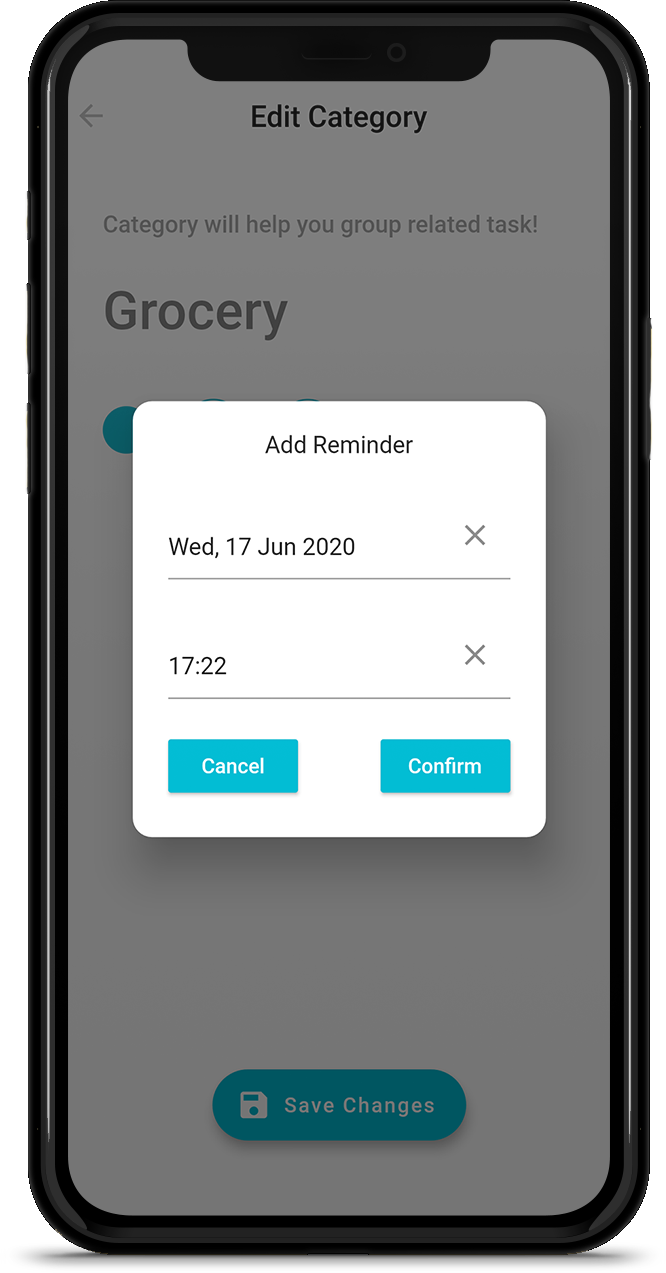 Edit Category
Category will help you group related task!
Grocery
Add Reminder
Wed, 17 Jun 2020
17:22
Cancel
Confirm
Save Changes